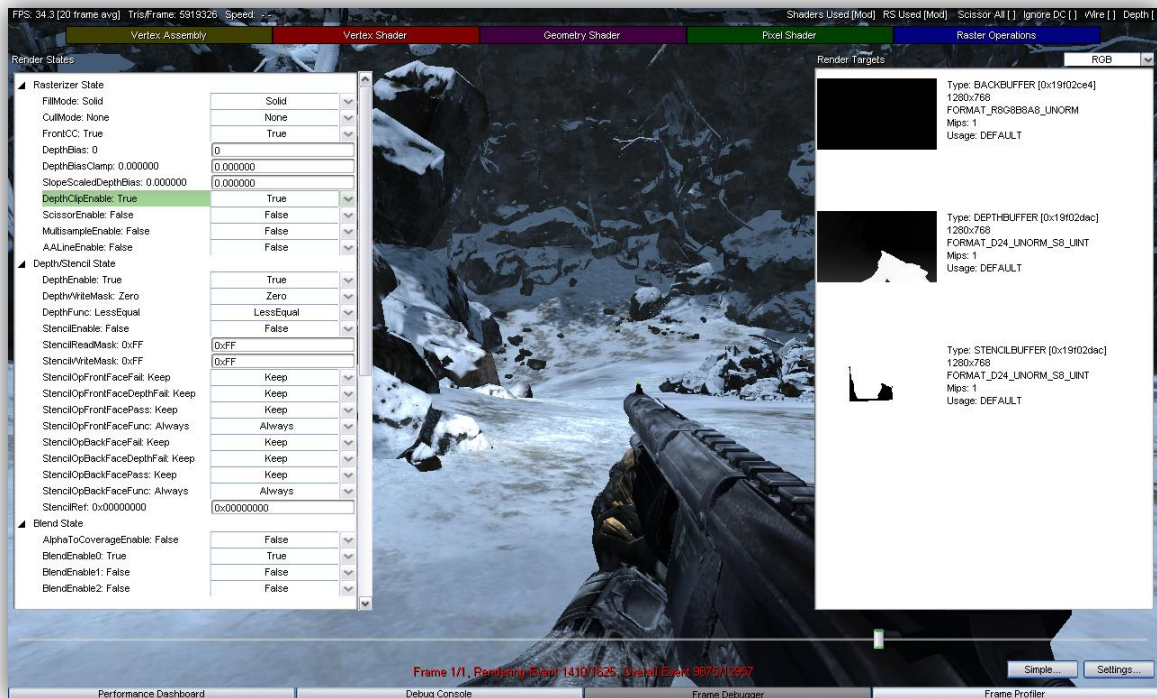 FPS: 34.3 [20 frame avg] Tris/Frame: 5919326 Speed: -:- Shaders Used [Mod] RS Used [Mod] Scissor All [ ] Ignore DC [ ] Wire [ ] Depth [
Vertex Assembly Vertex Shader Geometry Shader Pixel Shader Raster Operations
Render States
Rasterizer State
FillMode: Solid Solid
CullMode: None None
FrontCC: True True
DepthBias: 0 0
DepthBiasClamp: 0.000000 0.000000
SlopeScaledDepthBias: 0.000000 0.000000
DepthClipEnable: True True
ScissorEnable: False False
MultisampleEnable: False False
AALineEnable: False False
Depth/Stencil State
DepthEnable: True True
DepthWriteMask: Zero Zero
DepthFunc: LessEqual LessEqual
StencilEnable: False False
StencilReadMask: 0xFF 0xFF
StencilWriteMask: 0xFF 0xFF
StencilOpFrontFaceFail: Keep Keep
StencilOpFrontFaceDepthFail: Keep Keep
StencilOpFrontFacePass: Keep Keep
StencilOpFrontFaceFunc: Always Always
StencilOpBackFaceFail: Keep Keep
StencilOpBackFaceDepthFail: Keep Keep
StencilOpBackFacePass: Keep Keep
StencilOpBackFaceFunc: Always Always
StencilRef: 0x00000000 0x00000000
Blend State
AlphaToCoverageEnable: False False
BlendEnable0: True True
BlendEnable1: False False
BlendEnable2: False False
Render Targets RGB
Type: BACKBUFFER [0x19f02ce4]
1280x768
FORMAT_R8G8B8A8_UNORM
Mips: 1
Usage: DEFAULT
Type: DEPTHBUFFER [0x19f02dac]
1280x768
FORMAT_D24_UNORM_S8_UINT
Mips: 1
Usage: DEFAULT
Type: STENCILBUFFER [0x19f02dac]
1280x768
FORMAT_D24_UNORM_S8_UINT
Mips: 1
Usage: DEFAULT
Frame 1/1, Rendering Event 1410/1625, Overall Event 9876/12957
Simple... Settings...
Performance Dashboard Debug Console Frame Debugger Frame Profiler